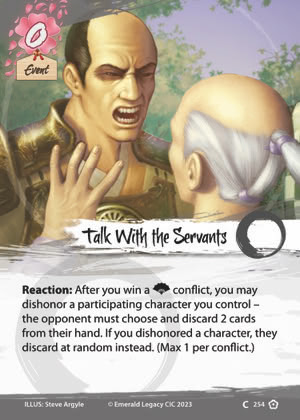 0
Event
Talk With the Servants
Reaction: After you win a conflict, you may
dishonor a participating character you control –
the opponent must choose and discard 2 cards
from their hand. If you dishonored a character, they
discard at random instead. (Max 1 per conflict.)
ILLUS: Steve Argyle © Emerald Legacy CIC 2023 C 254